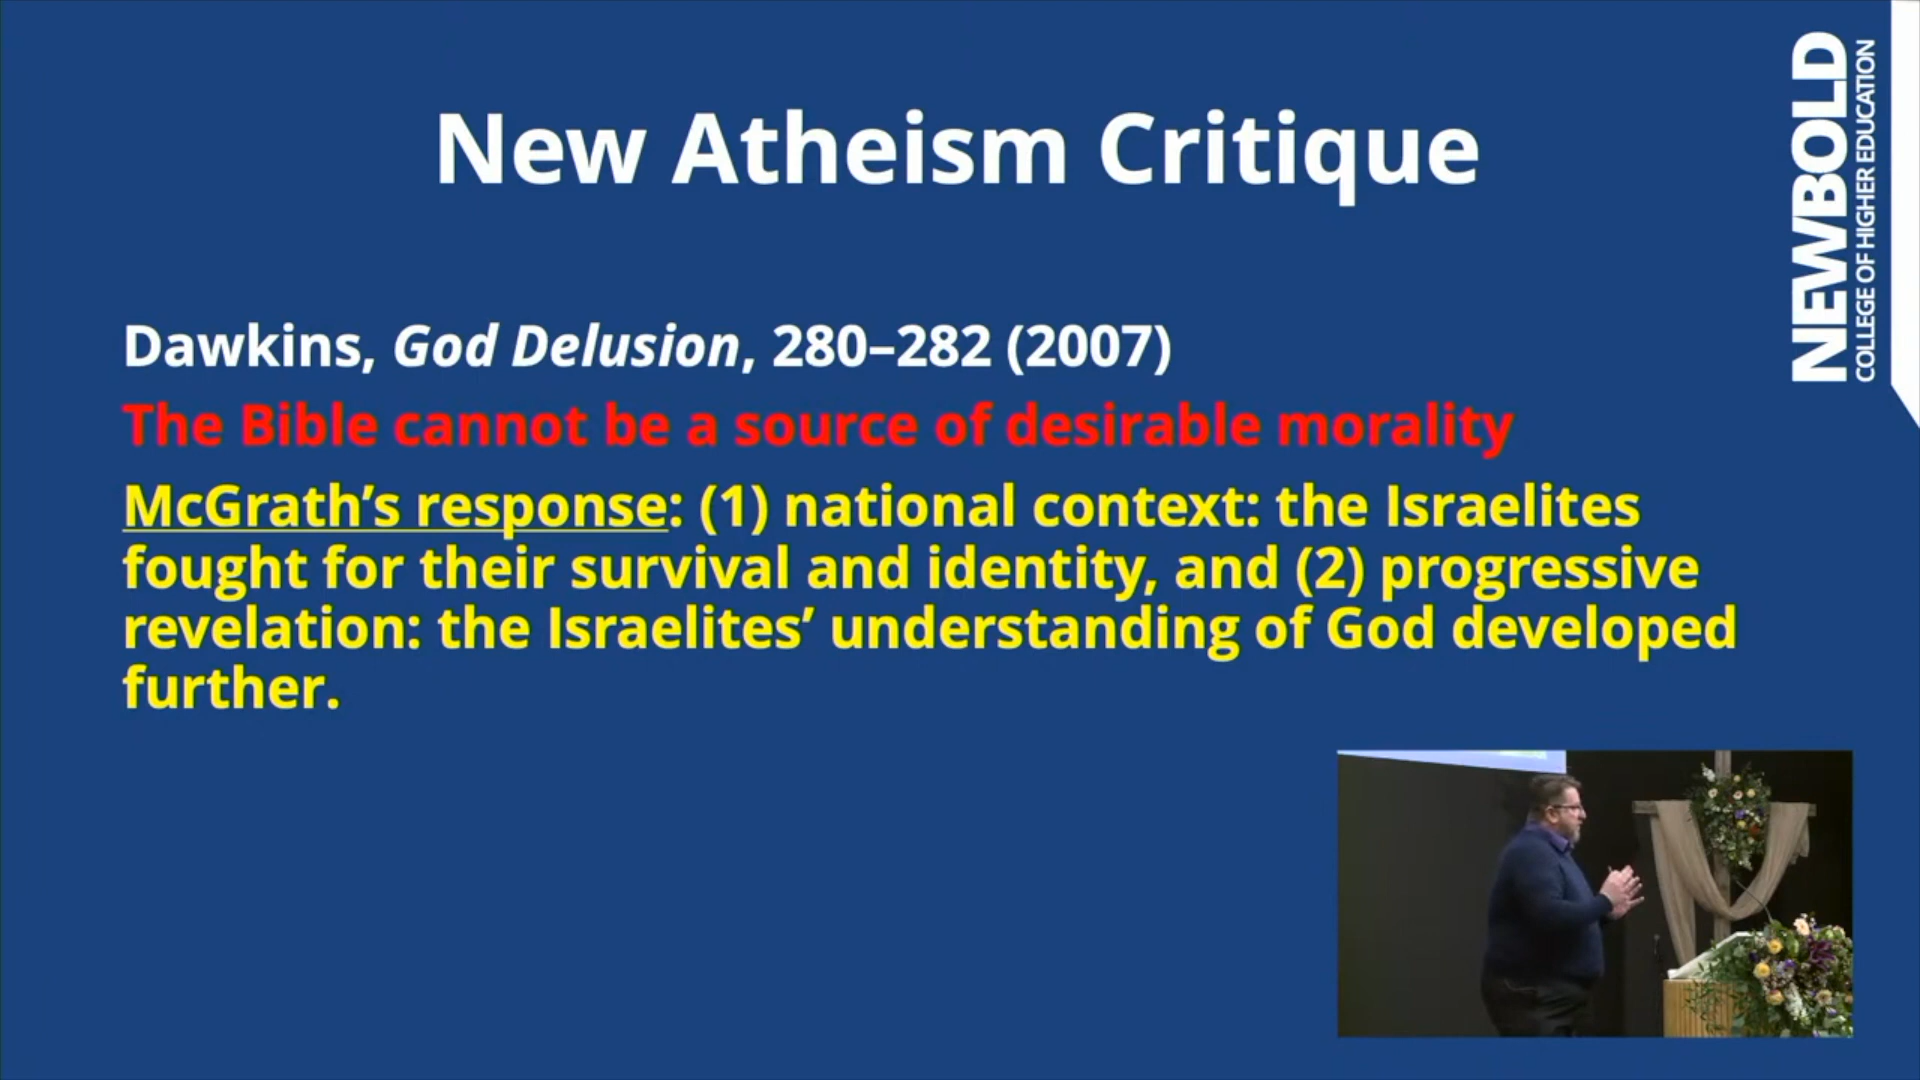 New Atheism Critique
Dawkins, God Delusion, 280–282 (2007)
The Bible cannot be a source of desirable morality
McGrath’s response: (1) national context: the Israelites
fought for their survival and identity, and (2) progressive
revelation: the Israelites’ understanding of God developed
further.
NEWBOLD
COLLEGE OF HIGHER EDUCATION